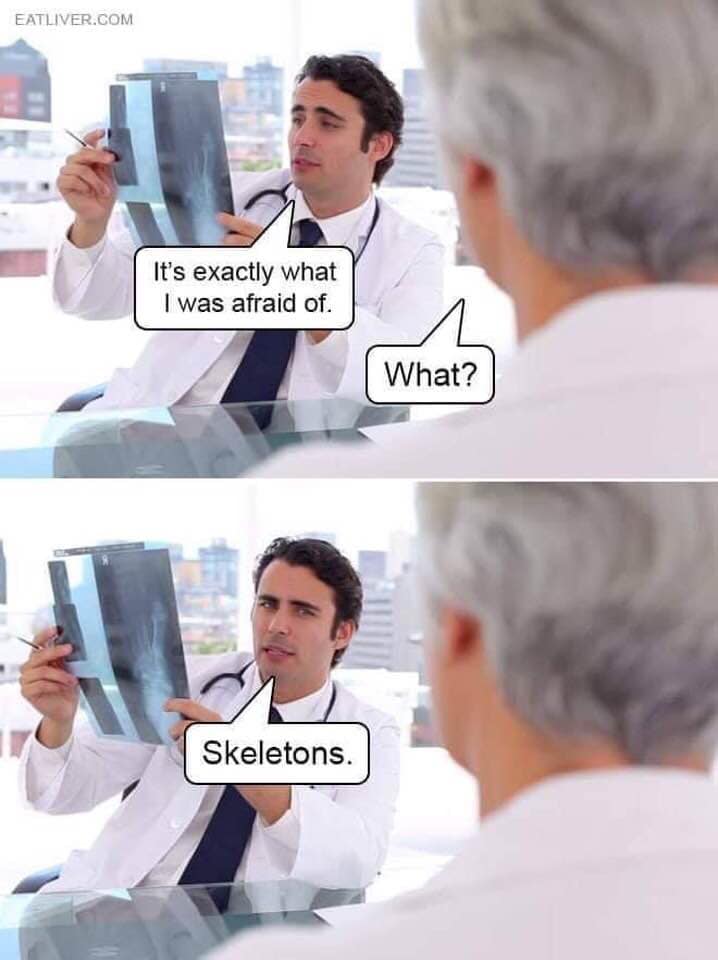 EATLIVER.COM
It's exactly what
I was afraid of.
What?
Skeletons.